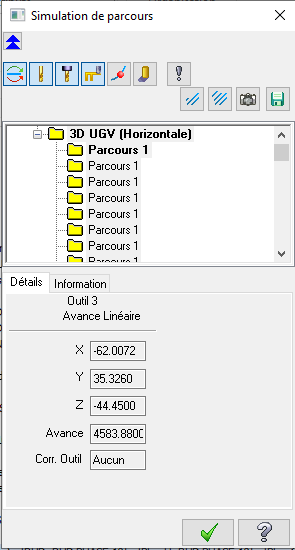 Simulation de parcours
3D UGV (Horizontale)
Parcours 1
Parcours 1
Parcours 1
Parcours 1
Parcours 1
Parcours 1
Parcours 1
Parcours 1
Détails
Information
Outil 3
Avance Linéaire
X -62.0072
Y 35.3260
Z -44.4500
Avance 4583.8800
Corr. Outil Aucun